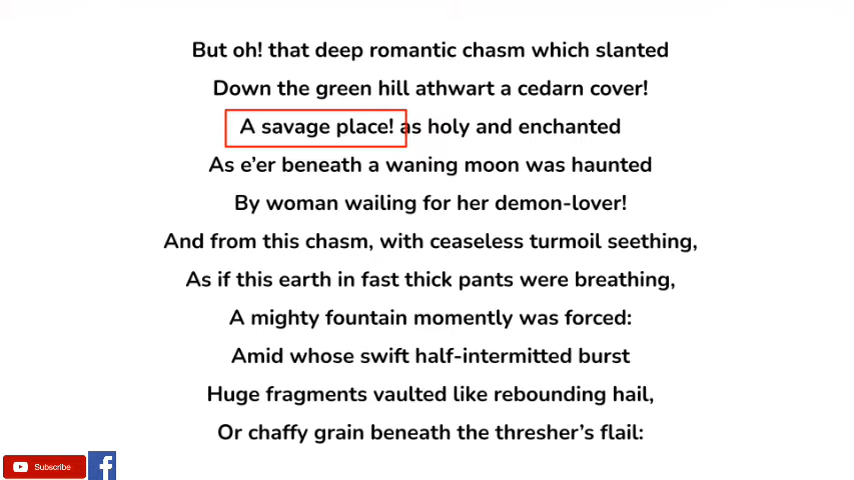 But oh! that deep romantic chasm which slanted
Down the green hill athwart a cedarn cover!
A savage place! as holy and enchanted
As e’er beneath a waning moon was haunted
By woman wailing for her demon-lover!
And from this chasm, with ceaseless turmoil seething,
As if this earth in fast thick pants were breathing,
A mighty fountain momently was forced:
Amid whose swift half-intermitted burst
Huge fragments vaulted like rebounding hail,
Or chaffy grain beneath the thresher’s flail:
Subscribe